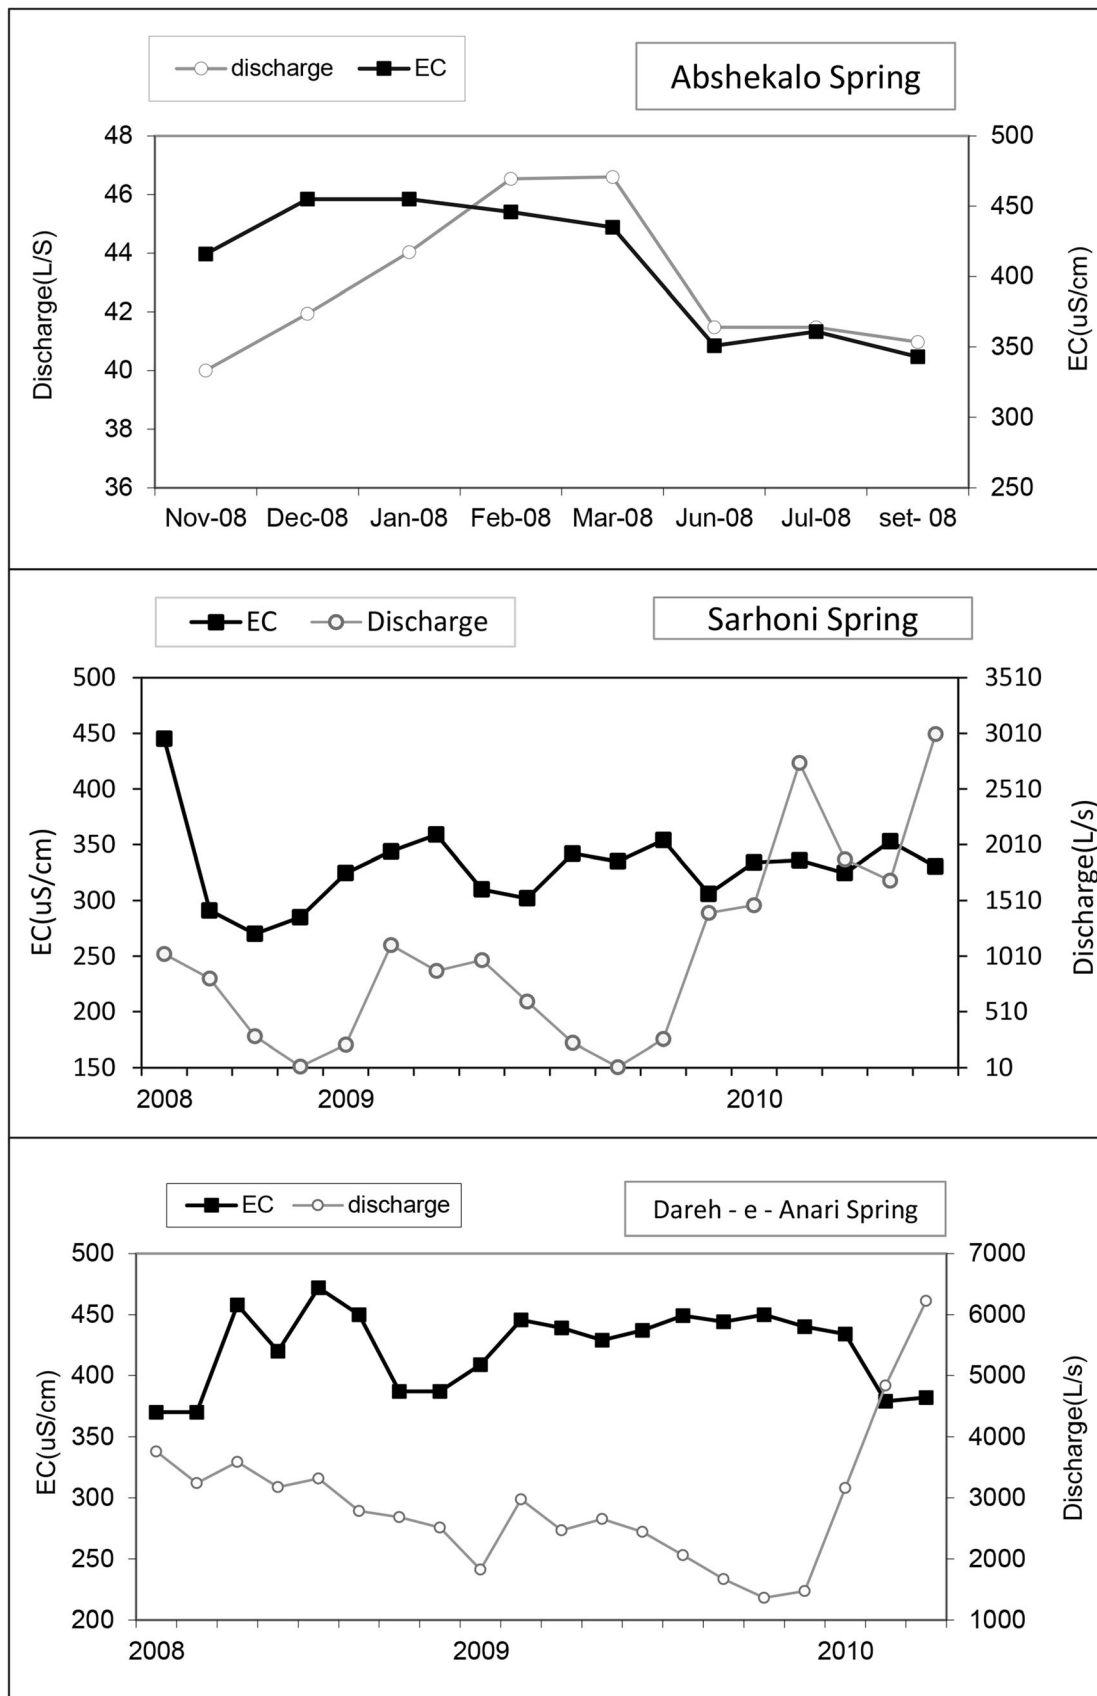 discharge EC
Abshekalo Spring
48
46
44
42
40
38
36
Discharge(L/S)
500
450
400
350
300
250
EC(uS/cm)
Nov-08 Dec-08 Jan-08 Feb-08 Mar-08 Jun-08 Jul-08 set- 08
EC Discharge
Sarhoni Spring
500
450
400
350
300
250
200
150
EC(uS/cm)
3510
3010
2510
2010
1510
1010
510
10
Discharge(L/s)
2008 2009 2010
EC discharge
Dareh - e - Anari Spring
500
450
400
350
300
250
200
EC(uS/cm)
7000
6000
5000
4000
3000
2000
1000
Discharge(L/s)
2008 2009 2010